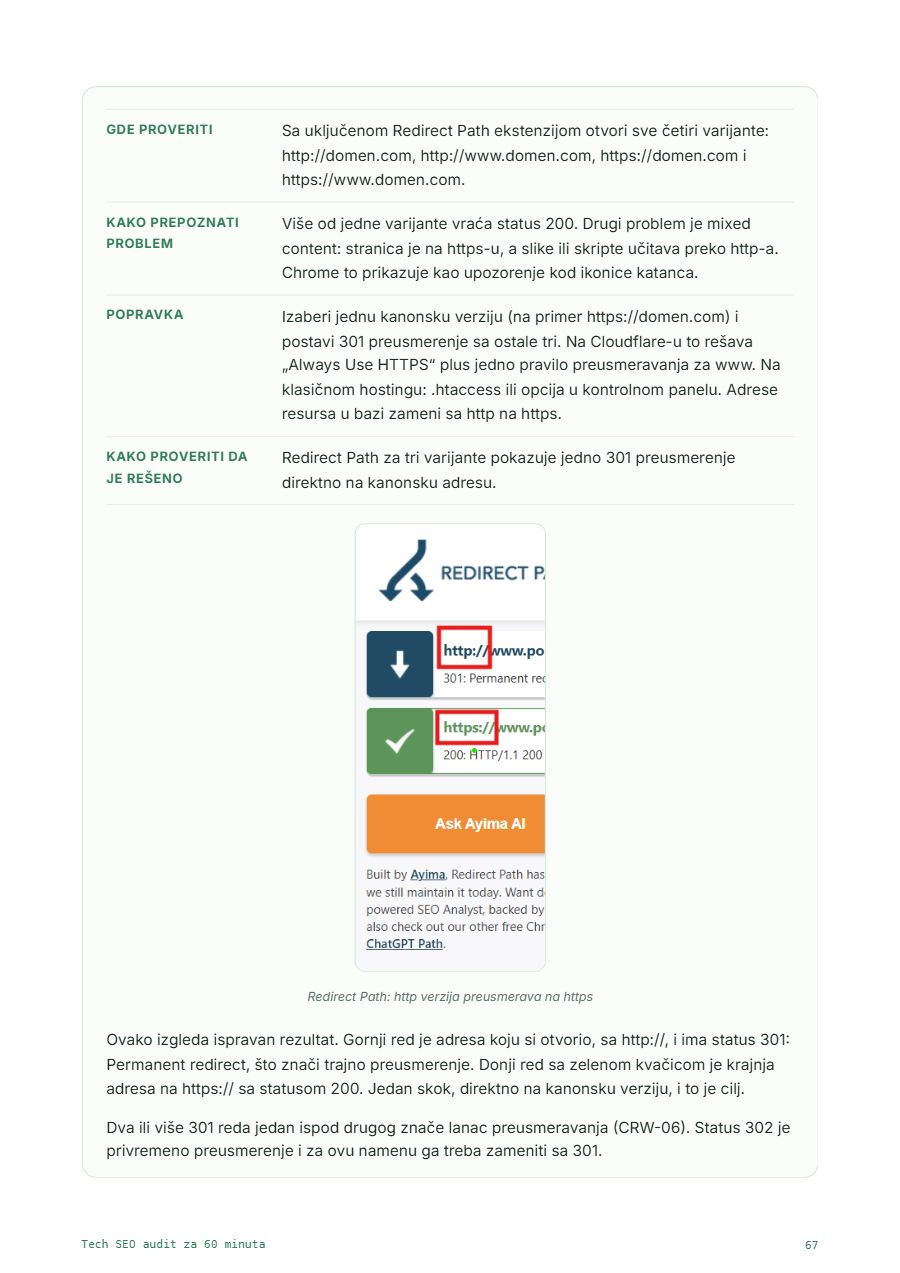 GDE PROVERITI
Sa uključenom Redirect Path ekstenzijom otvori sve četiri varijante:
http://domen.com, http://www.domen.com, https://domen.com i
https://www.domen.com.
KAKO PREPOZNATI
PROBLEM
Više od jedne varijante vraća status 200. Drugi problem je mixed
content: stranica je na https-u, a slike ili skripte učitava preko http-a.
Chrome to prikazuje kao upozorenje kod ikonice katanca.
POPRAVKA
Izaberi jednu kanonsku verziju (na primer https://domen.com) i
postavi 301 preusmerenje sa ostale tri. Na Cloudflare-u to rešava
„Always Use HTTPS“ plus jedno pravilo preusmeravanja za www. Na
klasičnom hostingu: .htaccess ili opcija u kontrolnom panelu. Adrese
resursa u bazi zameni sa http na https.
KAKO PROVERITI DA
JE REŠENO
Redirect Path za tri varijante pokazuje jedno 301 preusmerenje
direktno na kanonsku adresu.
REDIRECT PA
http://www.po
301: Permanent rec
https://www.po
200: HTTP/1.1 200
Ask Ayima AI
Built by Ayima, Redirect Path has
we still maintain it today. Want d
powered SEO Analyst, backed by
also check out our other free Chr
ChatGPT Path.
Redirect Path: http verzija preusmerava na https
Ovako izgleda ispravan rezultat. Gornji red je adresa koju si otvorio, sa http://, i ima status 301:
Permanent redirect, što znači trajno preusmerenje. Donji red sa zelenom kvačicom je krajnja
adresa na https:// sa statusom 200. Jedan skok, direktno na kanonsku verziju, i to je cilj.
Dva ili više 301 reda jedan ispod drugog znače lanac preusmeravanja (CRW-06). Status 302 je
privremeno preusmerenje i za ovu namenu ga treba zameniti sa 301.
Tech SEO audit za 60 minuta
67